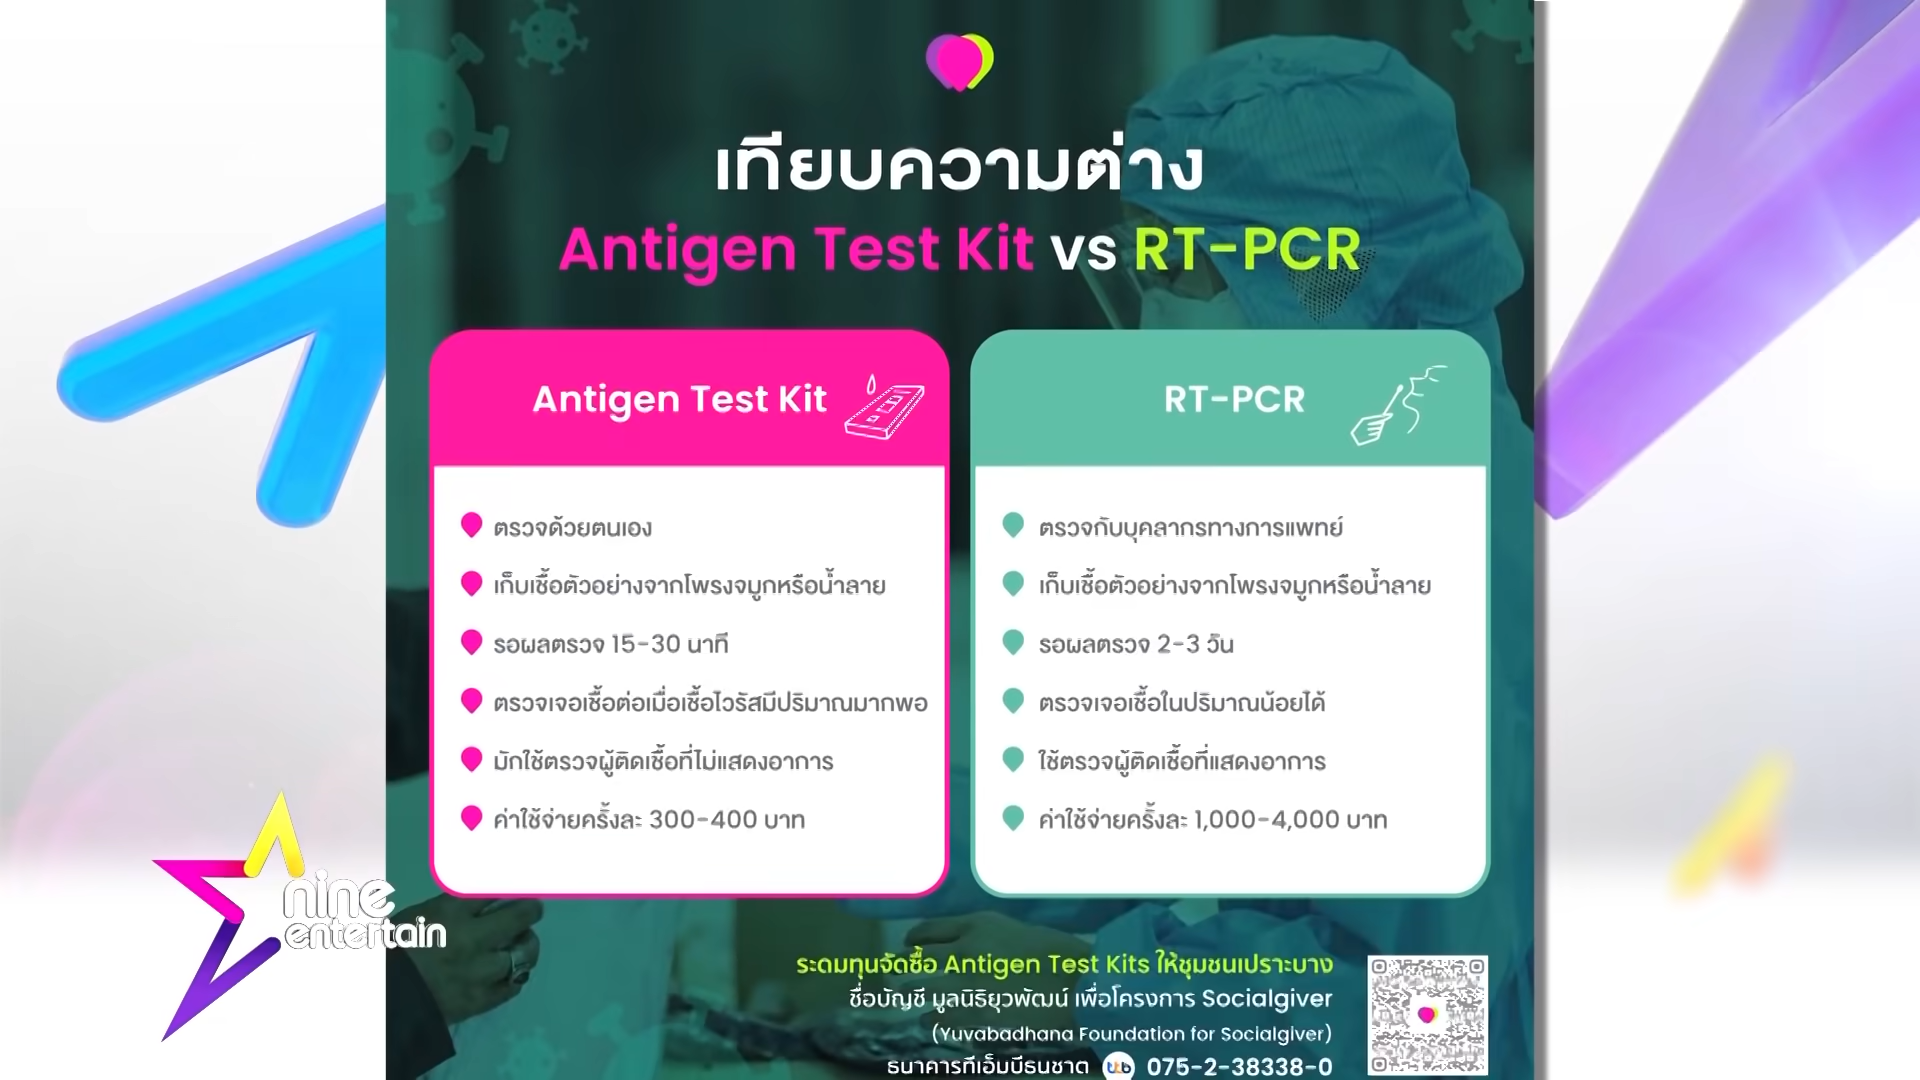 เทียบความต่าง
Antigen Test Kit vs RT-PCR
Antigen Test Kit
ตรวจด้วยตนเอง
เก็บเชื้อตัวอย่างจากโพรงจมูกหรือน้ำลาย
รอผลตรวจ 15-30 นาที
ตรวจเจอเชื้อต่อเมื่อเชื้อไวรัสมีปริมาณมากพอ
มักใช้ตรวจผู้ติดเชื้อที่ไม่แสดงอาการ
ค่าใช้จ่ายครั้งละ 300-400 บาท
RT-PCR
ตรวจกับบุคลากรทางการแพทย์
เก็บเชื้อตัวอย่างจากโพรงจมูกหรือน้ำลาย
รอผลตรวจ 2-3 วัน
ตรวจเจอเชื้อในปริมาณน้อยได้
ใช้ตรวจผู้ติดเชื้อที่แสดงอาการ
ค่าใช้จ่ายครั้งละ 1,000-4,000 บาท
nine
entertain
ระดมทุนจัดซื้อ Antigen Test Kits ให้ชุมชนเปราะบาง
ชื่อบัญชี มูลนิธิยุวพัฒน์ เพื่อโครงการ Socialgiver
(Yuvabadhana Foundation for Socialgiver)
ธนาคารทีเอ็มบีธนชาต ttb 075-2-38338-0